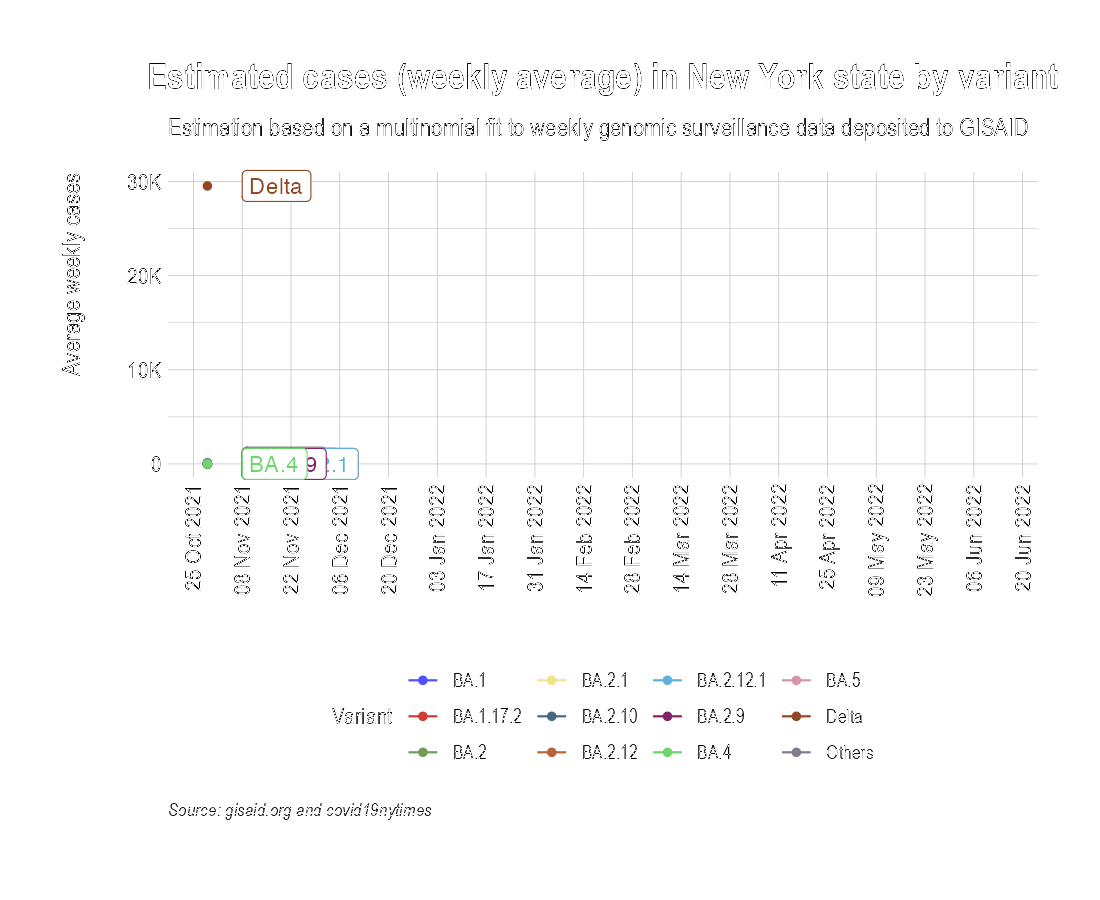 Estimated cases (weekly average) in New York state by variant
Estimation based on a multinomial fit to weekly genomic surveillance data deposited to GISAID
Average weekly cases
30K
Delta
20K
10K
0
BA.4
9
2.1
25 Oct 2021
08 Nov 2021
22 Nov 2021
06 Dec 2021
20 Dec 2021
03 Jan 2022
17 Jan 2022
31 Jan 2022
14 Feb 2022
28 Feb 2022
14 Mar 2022
28 Mar 2022
11 Apr 2022
25 Apr 2022
09 May 2022
23 May 2022
06 Jun 2022
20 Jun 2022
Variant
BA.1
BA.2.1
BA.2.12.1
BA.5
BA.1.17.2
BA.2.10
BA.2.9
Delta
BA.2
BA.2.12
BA.4
Others
Source: gisaid.org and covid19nytimes